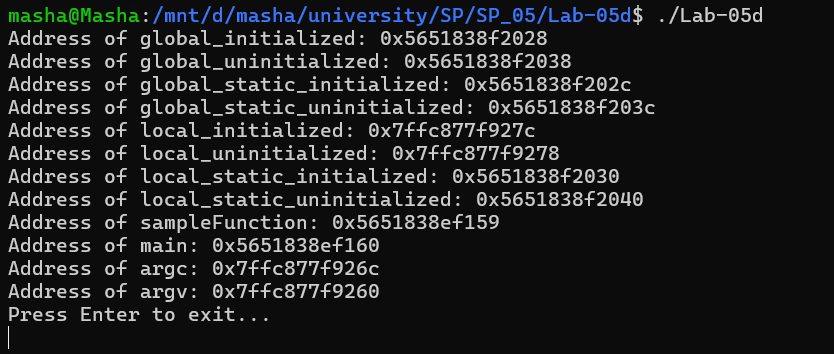 masha@Masha:/mnt/d/masha/university/SP/SP_05/Lab-05d$ ./Lab-05d
Address of global_initialized: 0x5651838f2028
Address of global_uninitialized: 0x5651838f2038
Address of global_static_initialized: 0x5651838f202c
Address of global_static_uninitialized: 0x5651838f203c
Address of local_initialized: 0x7ffc877f927c
Address of local_uninitialized: 0x7ffc877f9278
Address of local_static_initialized: 0x5651838f2030
Address of local_static_uninitialized: 0x5651838f2040
Address of sampleFunction: 0x5651838ef159
Address of main: 0x5651838ef160
Address of argc: 0x7ffc877f926c
Address of argv: 0x7ffc877f9260
Press Enter to exit...